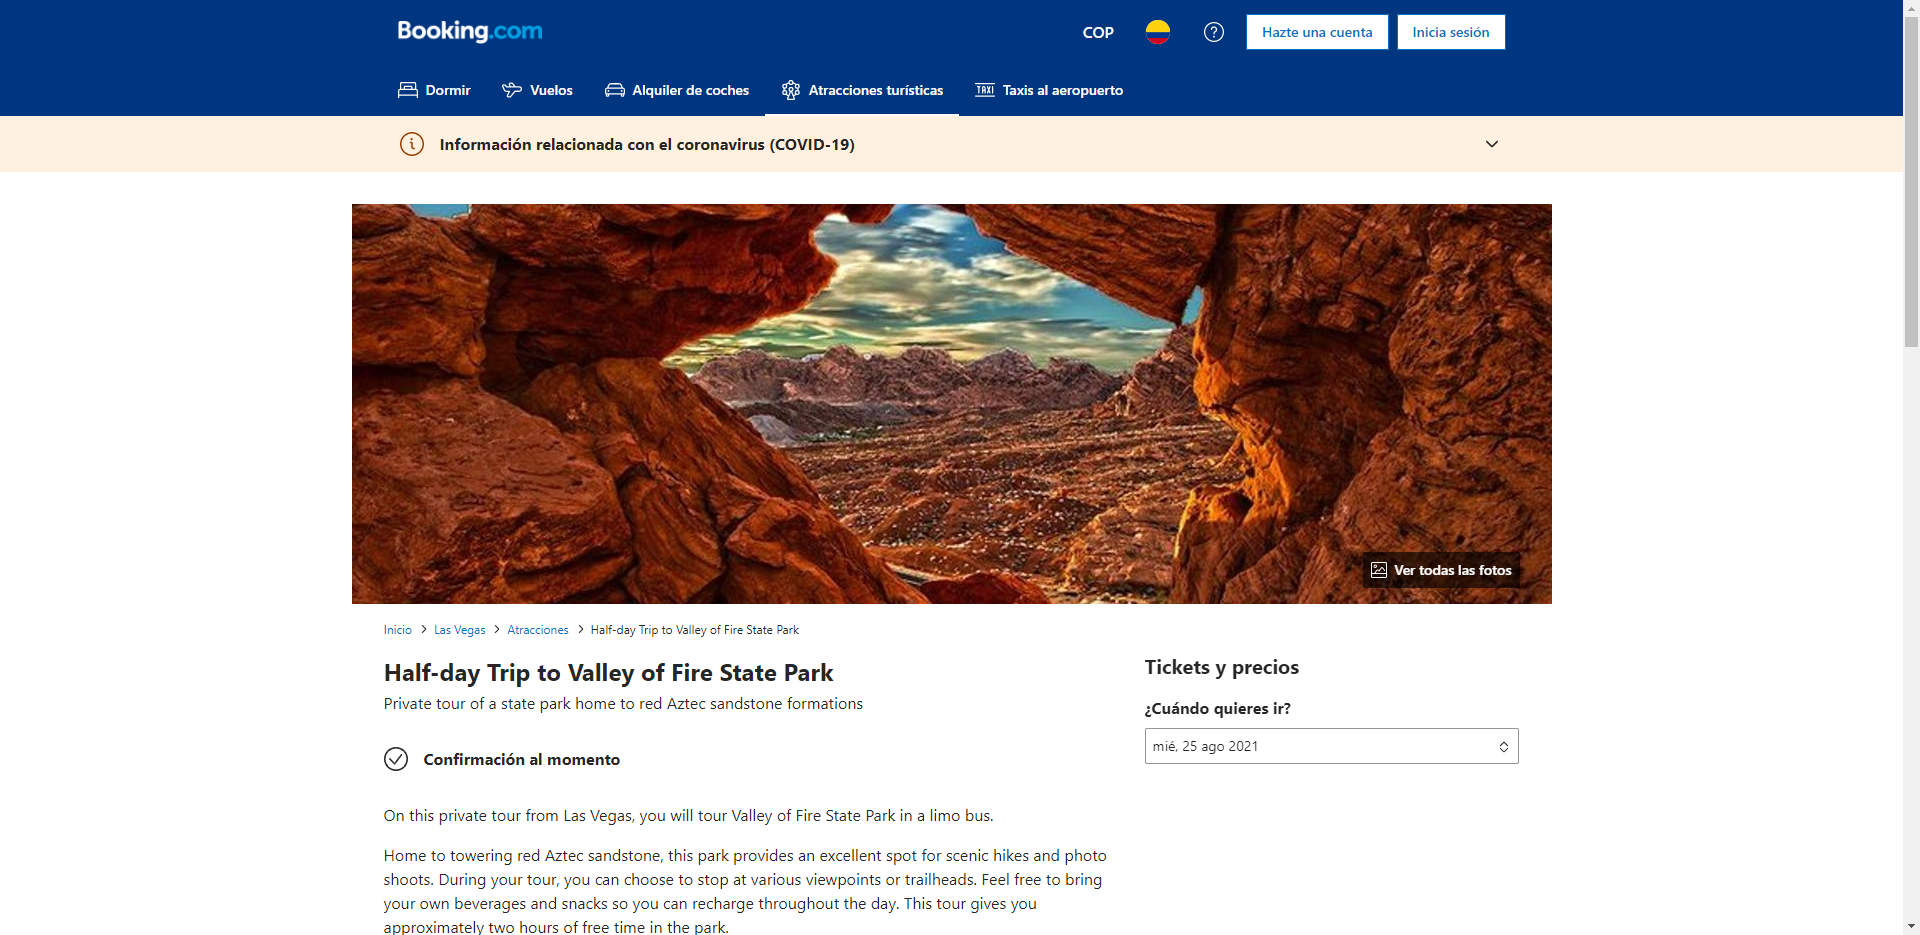 Booking.com
COP
Hazte una cuenta
Inicia sesión
Dormir
Vuelos
Alquiler de coches
Atracciones turísticas
TAXI Taxis al aeropuerto
Información relacionada con el coronavirus (COVID-19)
Ver todas las fotos
Inicio > Las Vegas > Atracciones > Half-day Trip to Valley of Fire State Park
Half-day Trip to Valley of Fire State Park
Private tour of a state park home to red Aztec sandstone formations
Confirmación al momento
On this private tour from Las Vegas, you will tour Valley of Fire State Park in a limo bus.
Home to towering red Aztec sandstone, this park provides an excellent spot for scenic hikes and photo
shoots. During your tour, you can choose to stop at various viewpoints or trailheads. Feel free to bring
your own beverages and snacks so you can recharge throughout the day. This tour gives you
approximately two hours of free time in the park.
Tickets y precios
¿Cuándo quieres ir?
mié, 25 ago 2021